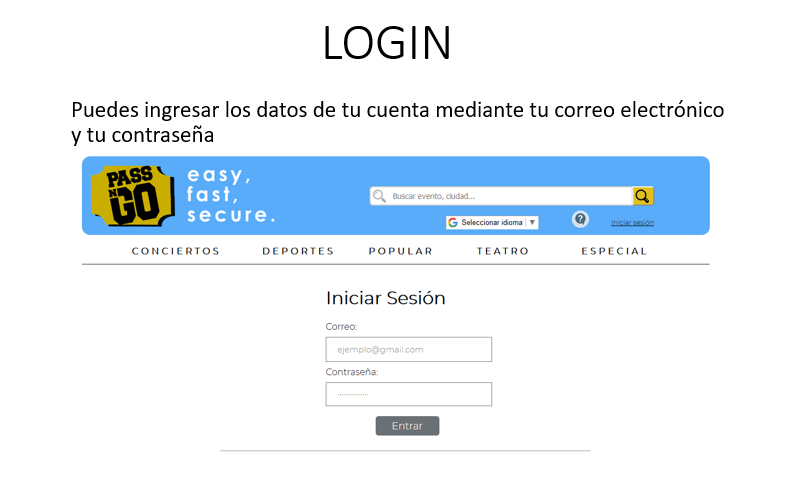 LOGIN
Puedes ingresar los datos de tu cuenta mediante tu correo electrónico
y tu contraseña
PASS
N
GO
easy,
fast,
secure.
Buscar evento, ciudad...
G Seleccionar idioma ▼
?
Iniciar sesión
CONCIERTOS DEPORTES POPULAR TEATRO ESPECIAL
Iniciar Sesión
Correo:
ejemplo@gmail.com
Contraseña:
...............
Entrar